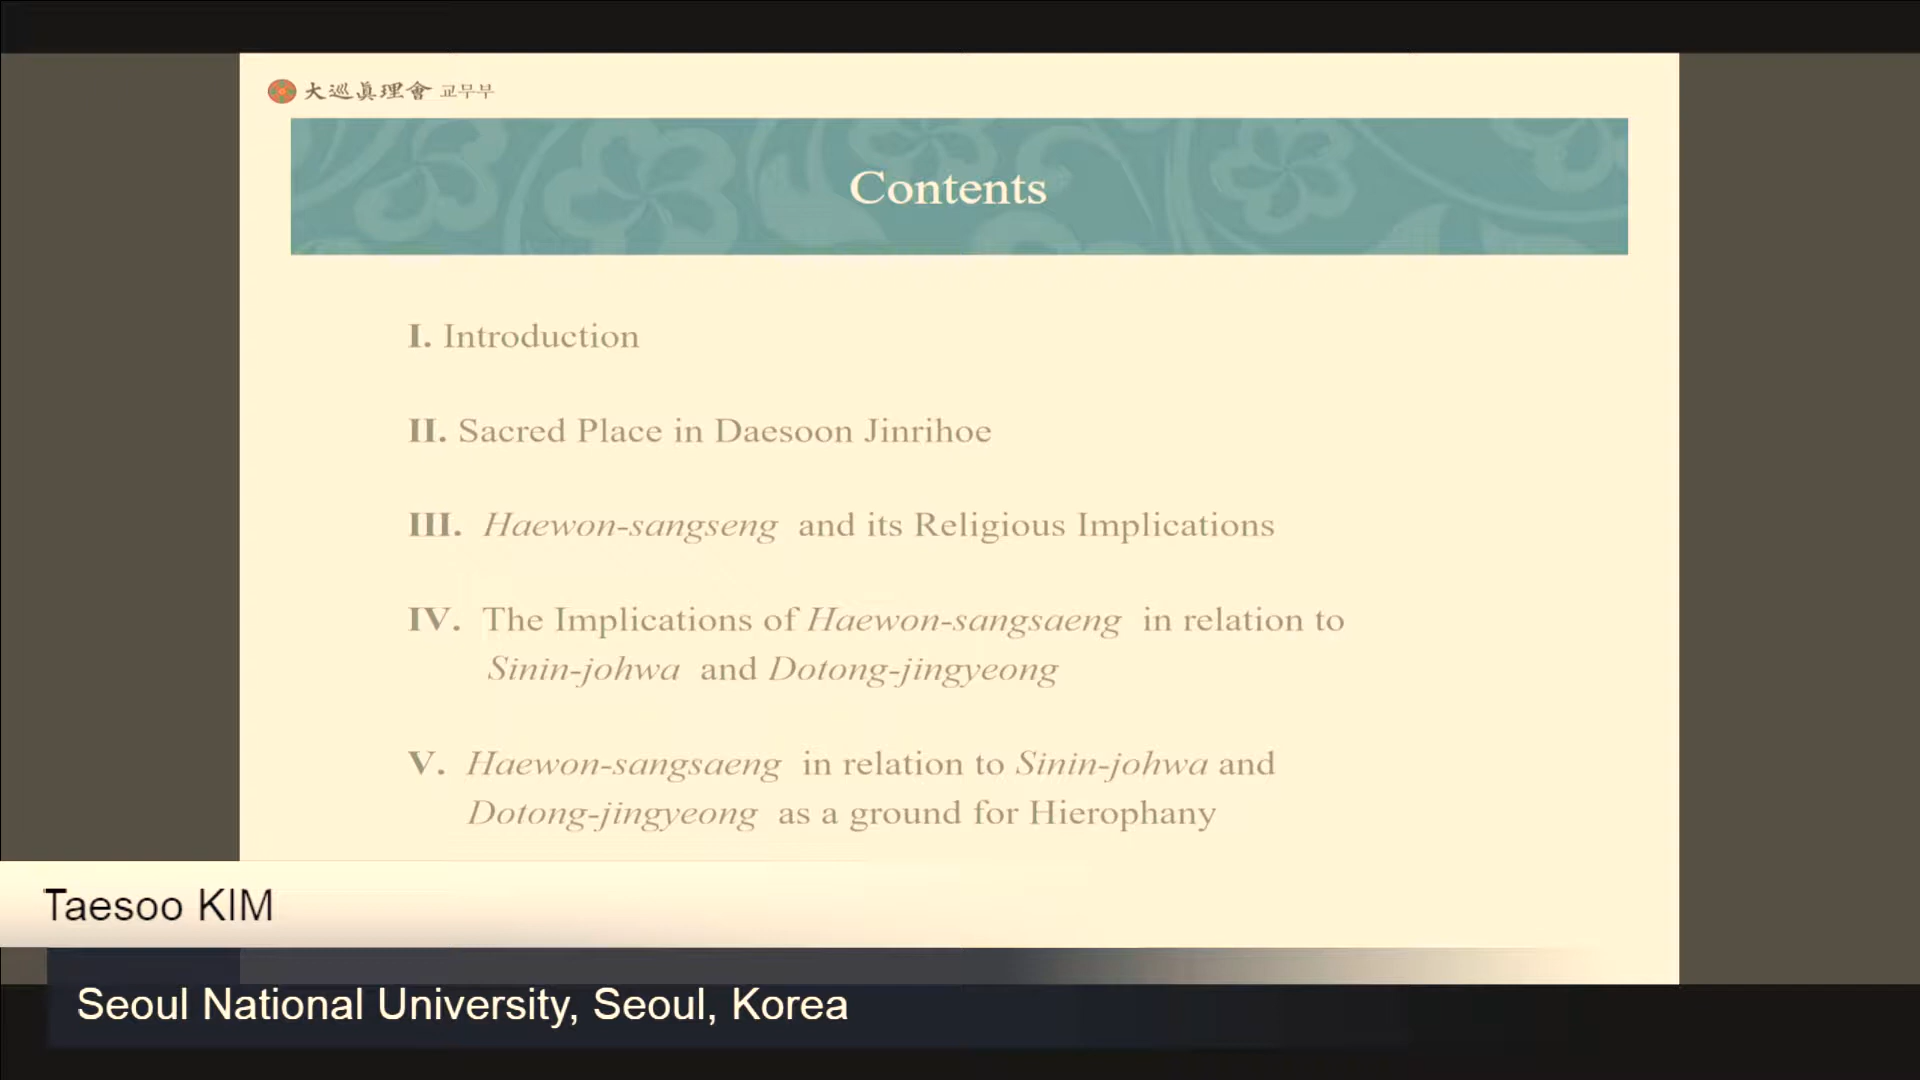 大巡眞理會 교무부
Contents
I. Introduction
II. Sacred Place in Daesoon Jinrihoe
III. Haewon-sangseng and its Religious Implications
IV. The Implications of Haewon-sangsaeng in relation to
Sinin-johwa and Dotong-jingyeong
V. Haewon-sangsaeng in relation to Sinin-johwa and
Dotong-jingyeong as a ground for Hierophany
Taesoo KIM
Seoul National University, Seoul, Korea